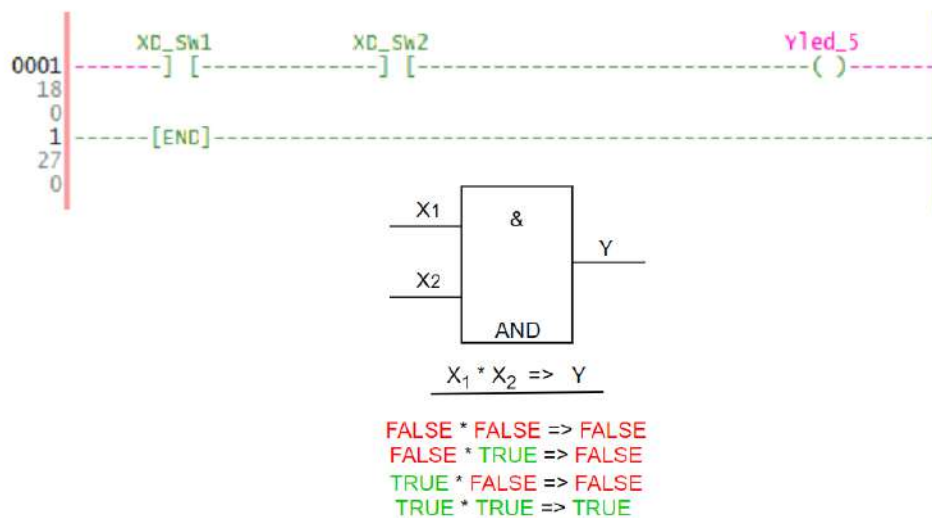 XD_SW1 XD_SW2 Yled_5
0001 ------] [------------] [--------------------------( )------
18
0
1 ------[END]------
27
0
X1 &
Y
X2
AND
X₁ * X₂ => Y
FALSE * FALSE => FALSE
FALSE * TRUE => FALSE
TRUE * FALSE => FALSE
TRUE * TRUE => TRUE